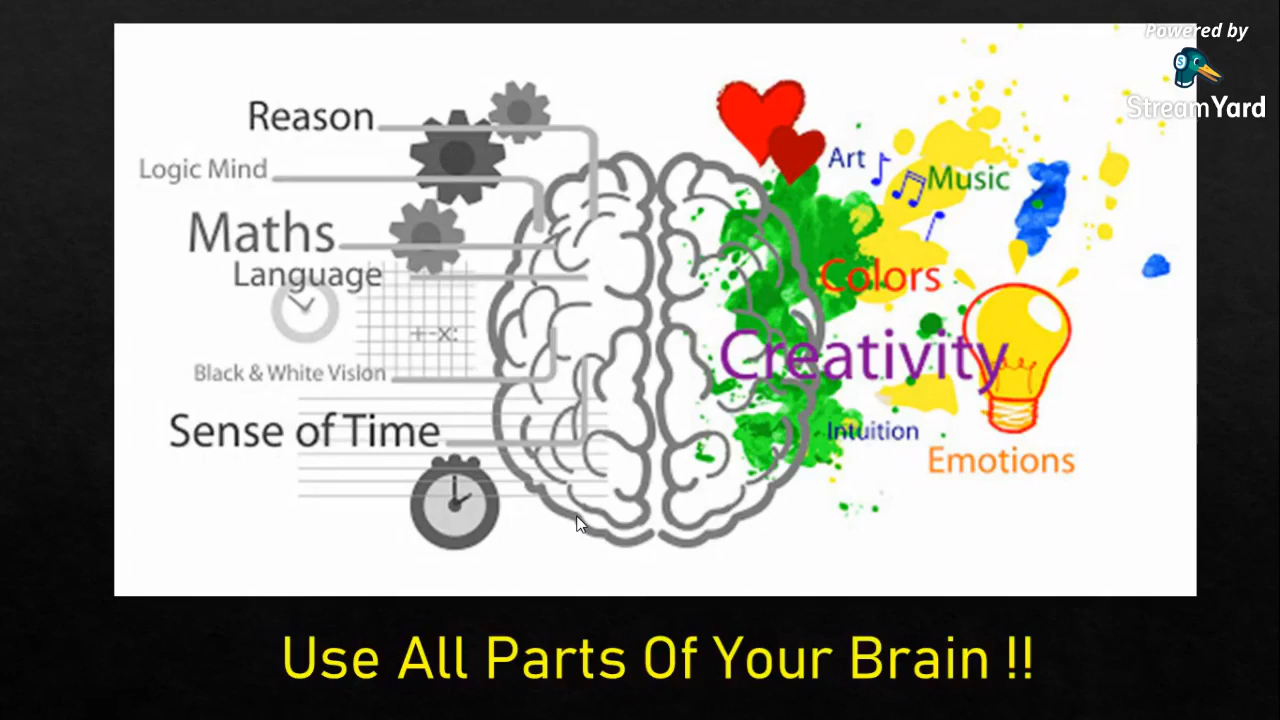 Powered by
StreamYard
Reason
Logic Mind
Maths
Language
+-x:
Black & White Vision
Sense of Time
Art
Music
Colors
Creativity
Intuition
Emotions
Use All Parts Of Your Brain !!